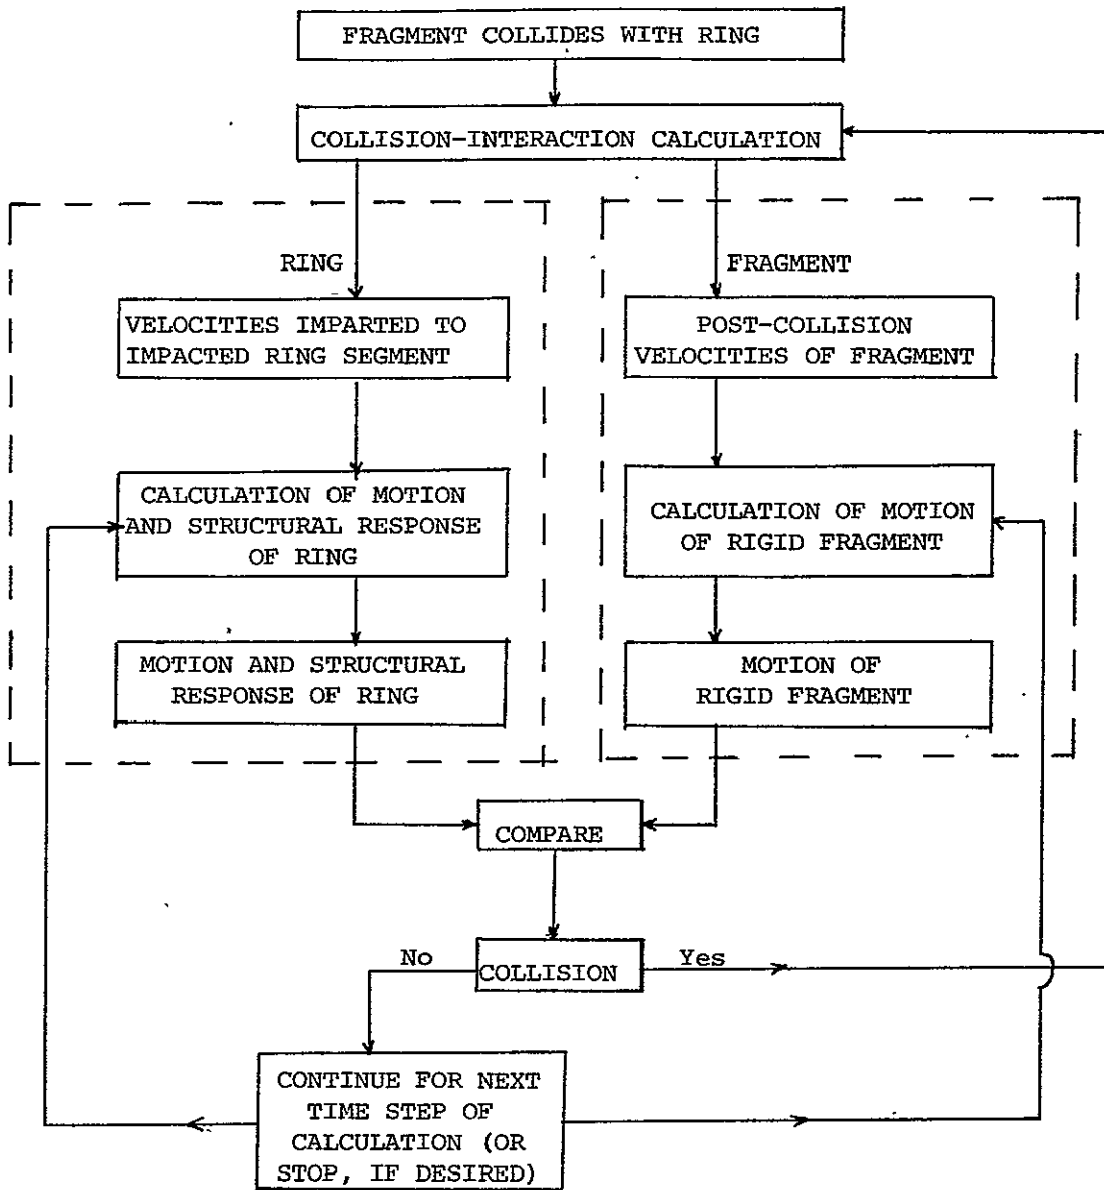 FRAGMENT COLLIDES WITH RING
COLLISION-INTERACTION CALCULATION
RING
VELOCITIES IMPARTED TO
IMPACTED RING SEGMENT
CALCULATION OF MOTION
AND STRUCTURAL RESPONSE
OF RING
MOTION AND STRUCTURAL
RESPONSE OF RING
FRAGMENT
POST-COLLISION
VELOCITIES OF FRAGMENT
CALCULATION OF MOTION
OF RIGID FRAGMENT
MOTION OF
RIGID FRAGMENT
COMPARE
COLLISION
No
Yes
CONTINUE FOR NEXT
TIME STEP OF
CALCULATION (OR
STOP, IF DESIRED)